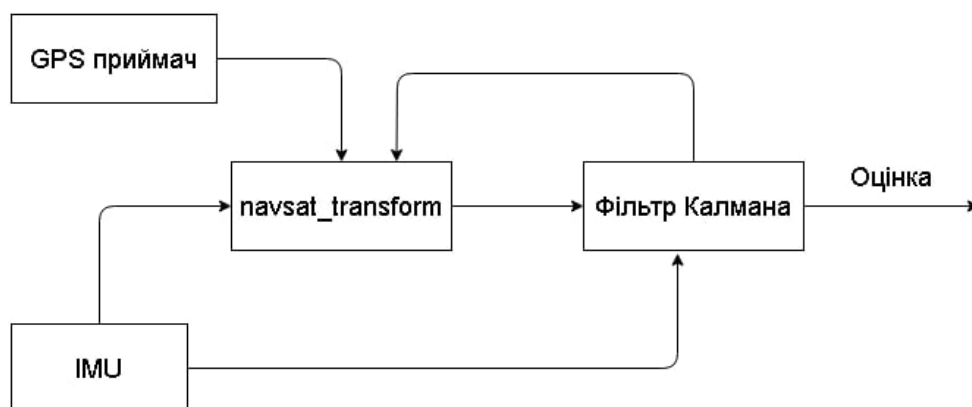 GPS приймач
Оцінка
navsat_transform
Фільтр Калмана
IMU